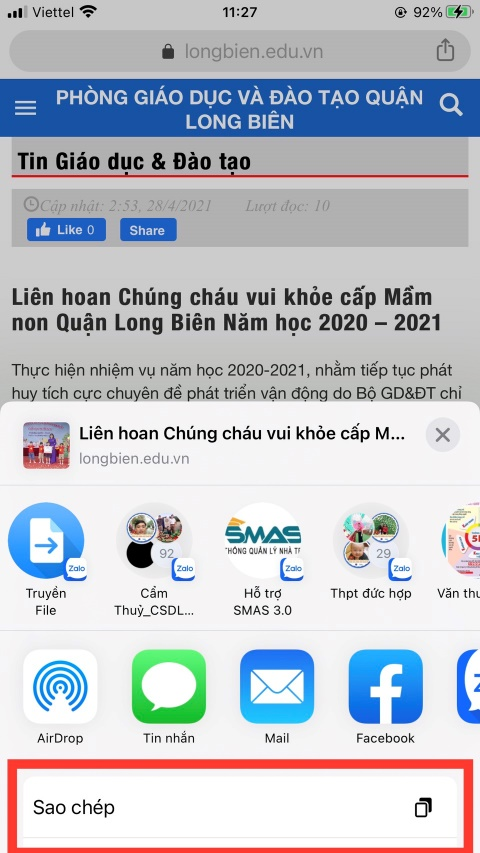 Viettel 11:27 92%
longbien.edu.vn
PHÒNG GIÁO DỤC VÀ ĐÀO TẠO QUẬN
LONG BIÊN
Tin Giáo dục & Đào tạo
Cập nhật: 2:53, 28/4/2021 Lượt đọc: 10
Like 0 Share
Liên hoan Chúng cháu vui khỏe cấp Mầm
non Quận Long Biên Năm học 2020 – 2021
Thực hiện nhiệm vụ năm học 2020-2021, nhằm tiếp tục phát
huy tích cực chuyên đề phát triển vận động do Bộ GD&ĐT chỉ
Liên hoan Chúng cháu vui khỏe cấp M...
longbien.edu.vn
92
SMAS
29
Zalo Zalo Zalo Zalo
Truyền
File
Cẩm
Thuỷ_CSDL...
Hỗ trợ
SMAS 3.0
Thpt đức hợp
Văn thu
AirDrop
Tin nhắn
Mail
Facebook
Sao chép